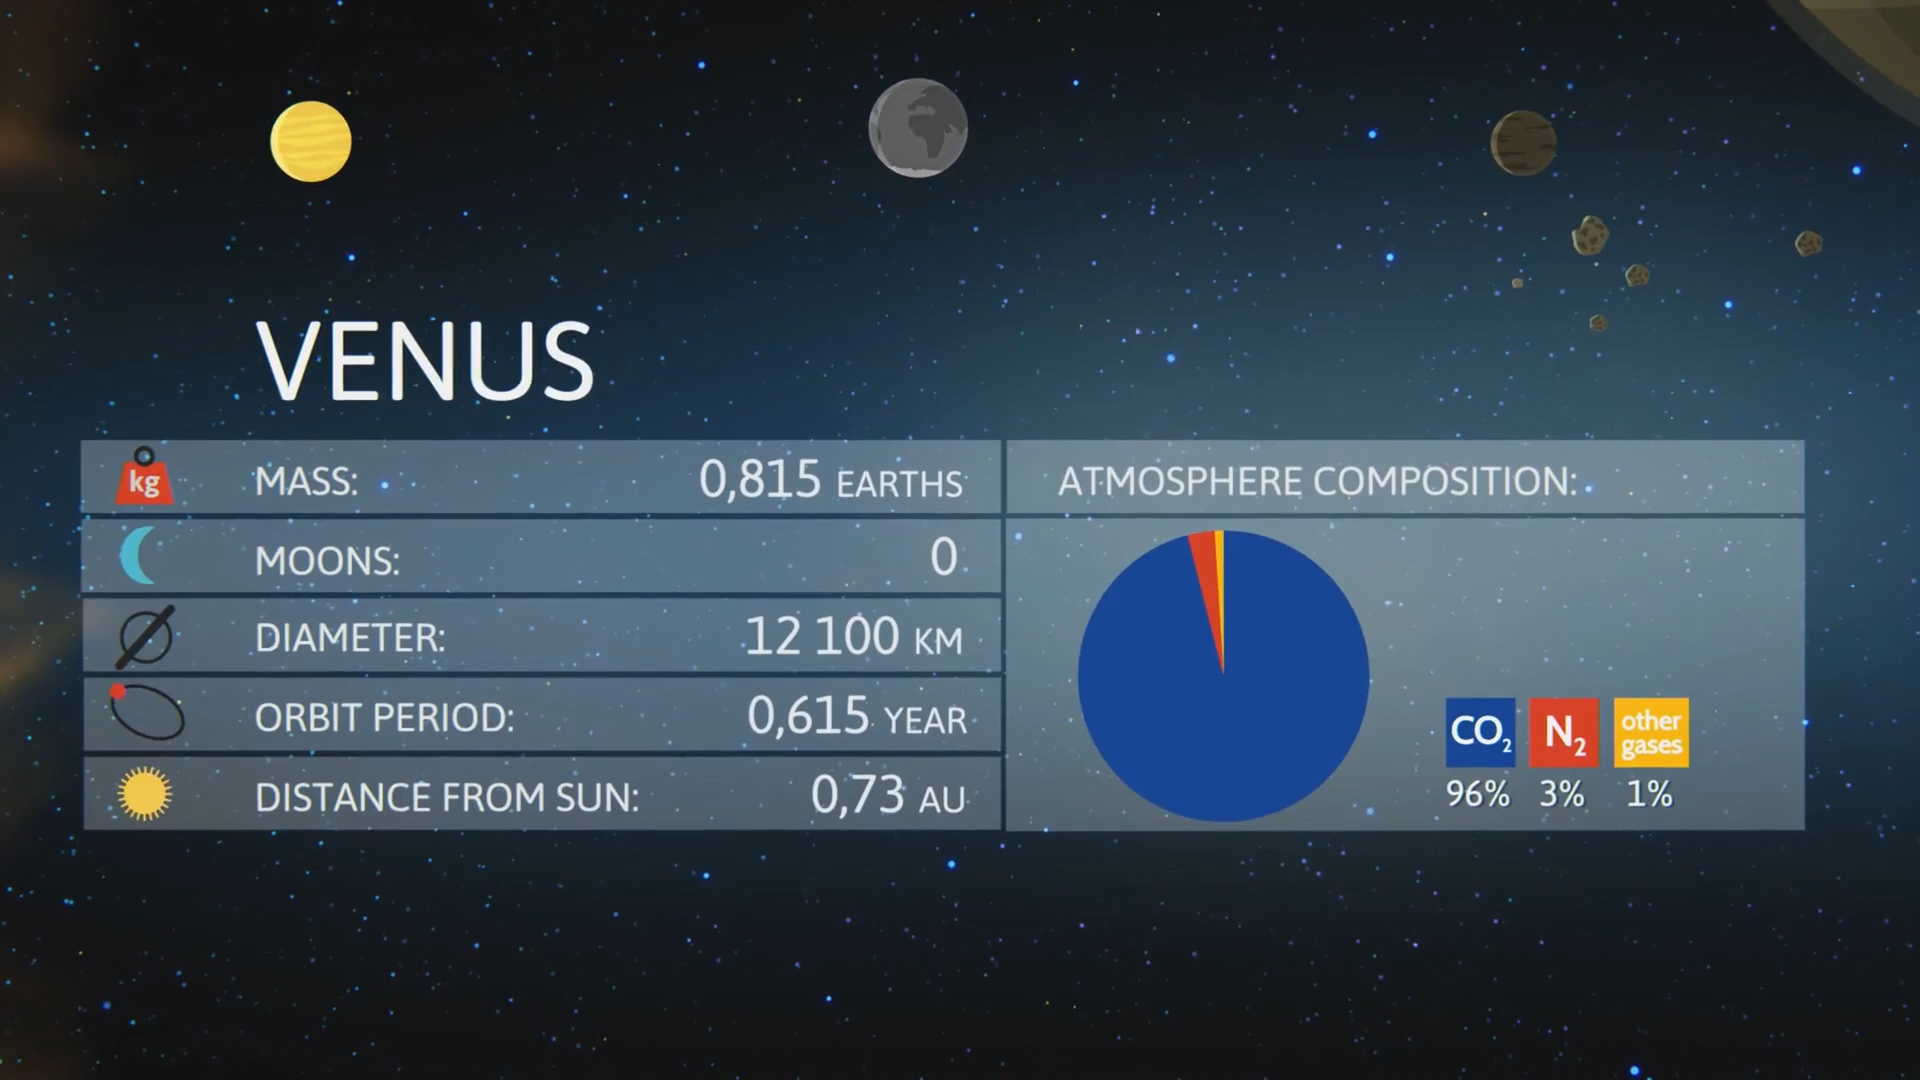 VENUS
kg MASS: 0,815 EARTHS
MOONS: 0
DIAMETER: 12 100 KM
ORBIT PERIOD: 0,615 YEAR
DISTANCE FROM SUN: 0,73 AU
ATMOSPHERE COMPOSITION:
CO₂ N₂ other
gases
96% 3% 1%